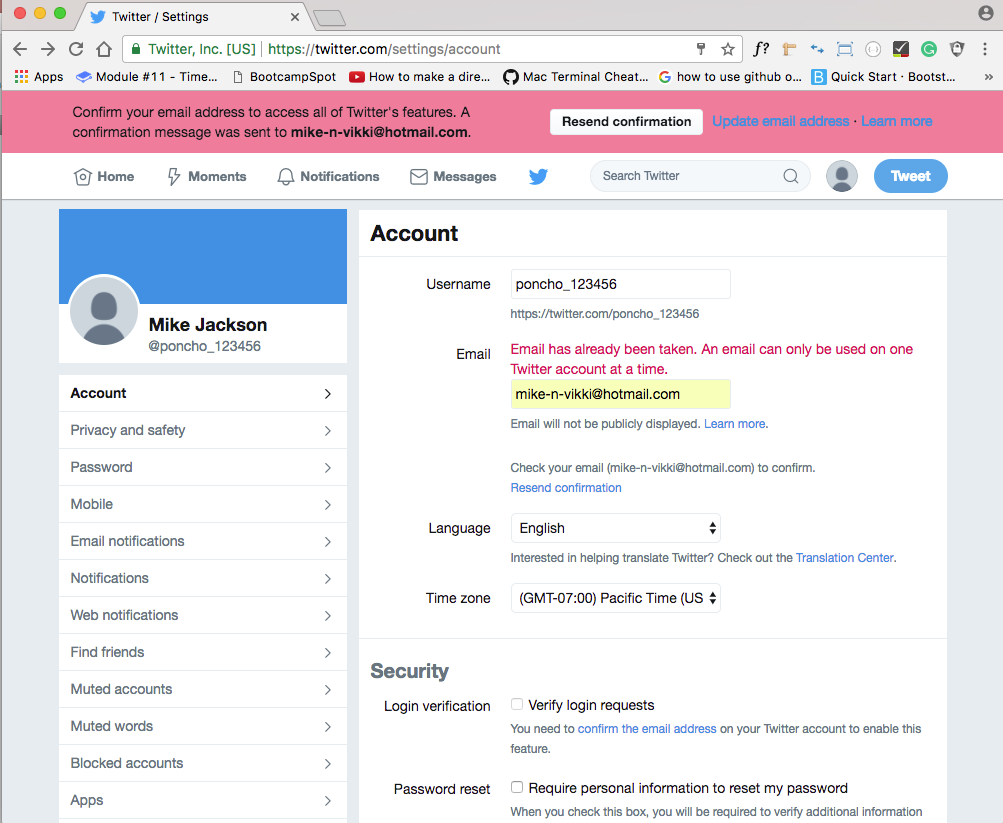 Twitter / Settings
Twitter, Inc. [US] | https://twitter.com/settings/account
f?
Apps Module #11 - Time... BootcampSpot How to make a dire... Mac Terminal Cheat... how to use github o... Quick Start · Bootst... »
Confirm your email address to access all of Twitter's features. A
confirmation message was sent to mike-n-vikki@hotmail.com.
Resend confirmation
Update email address · Learn more
Home Moments Notifications Messages Search Twitter Tweet
Mike Jackson
@poncho_123456
Account
Privacy and safety
Password
Mobile
Email notifications
Notifications
Web notifications
Find friends
Muted accounts
Muted words
Blocked accounts
Apps
Account
Username poncho_123456
https://twitter.com/poncho_123456
Email has already been taken. An email can only be used on one
Email
Twitter account at a time.
mike-n-vikki@hotmail.com
Email will not be publicly displayed. Learn more.
Check your email (mike-n-vikki@hotmail.com) to confirm.
Resend confirmation
Language English
Interested in helping translate Twitter? Check out the Translation Center.
Time zone (GMT-07:00) Pacific Time (US
Security
Login verification Verify login requests
You need to confirm the email address on your Twitter account to enable this
feature.
Password reset Require personal information to reset my password
When you check this box, you will be required to verify additional information